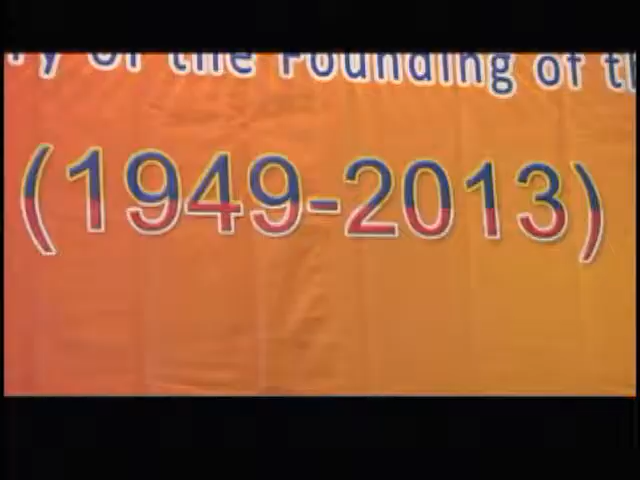 of the Founding of
(1949-2013)